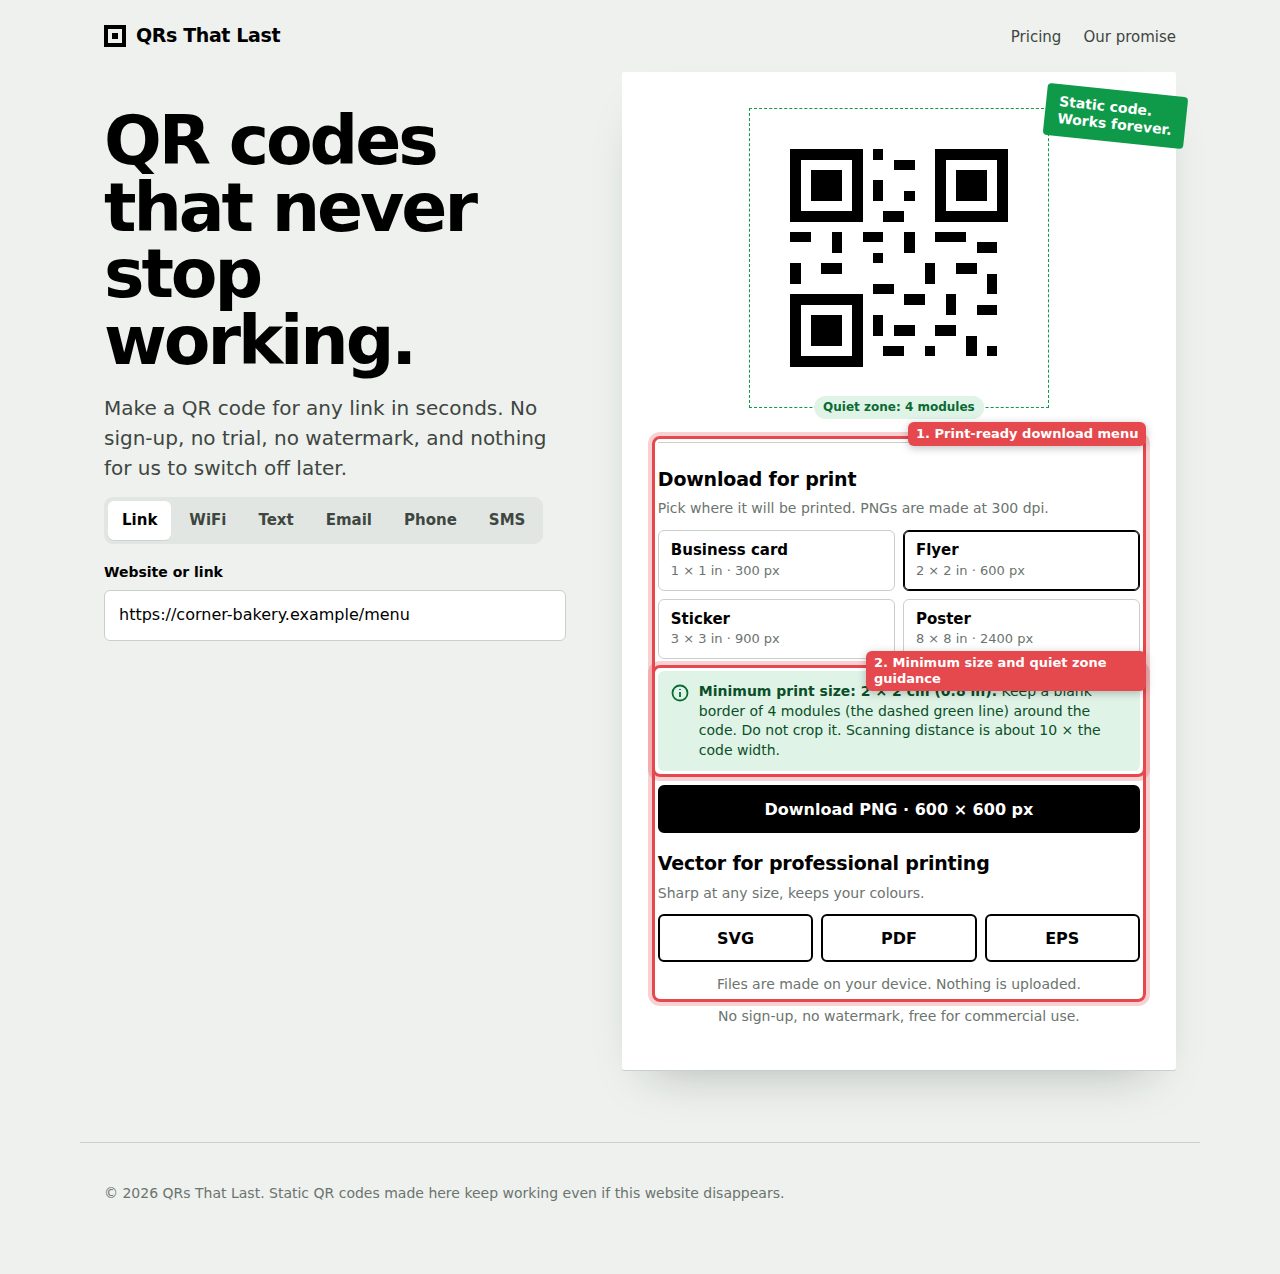 QRs That Last
Pricing
Our promise
QR codes
that never
stop
working.
Make a QR code for any link in seconds. No
sign-up, no trial, no watermark, and nothing
for us to switch off later.
Link
WiFi
Text
Email
Phone
SMS
Website or link
https://corner-bakery.example/menu
Static code.
Works forever.
Quiet zone: 4 modules
1. Print-ready download menu
Download for print
Pick where it will be printed. PNGs are made at 300 dpi.
Business card
1 × 1 in · 300 px
Flyer
2 × 2 in · 600 px
Sticker
3 × 3 in · 900 px
Poster
8 × 8 in · 2400 px
2. Minimum size and quiet zone
guidance
Minimum print size: 2 × 2 cm (0.8 in). Keep a blank
border of 4 modules (the dashed green line) around the
code. Do not crop it. Scanning distance is about 10 × the
code width.
Download PNG · 600 × 600 px
Vector for professional printing
Sharp at any size, keeps your colours.
SVG
PDF
EPS
Files are made on your device. Nothing is uploaded.
No sign-up, no watermark, free for commercial use.
© 2026 QRs That Last. Static QR codes made here keep working even if this website disappears.